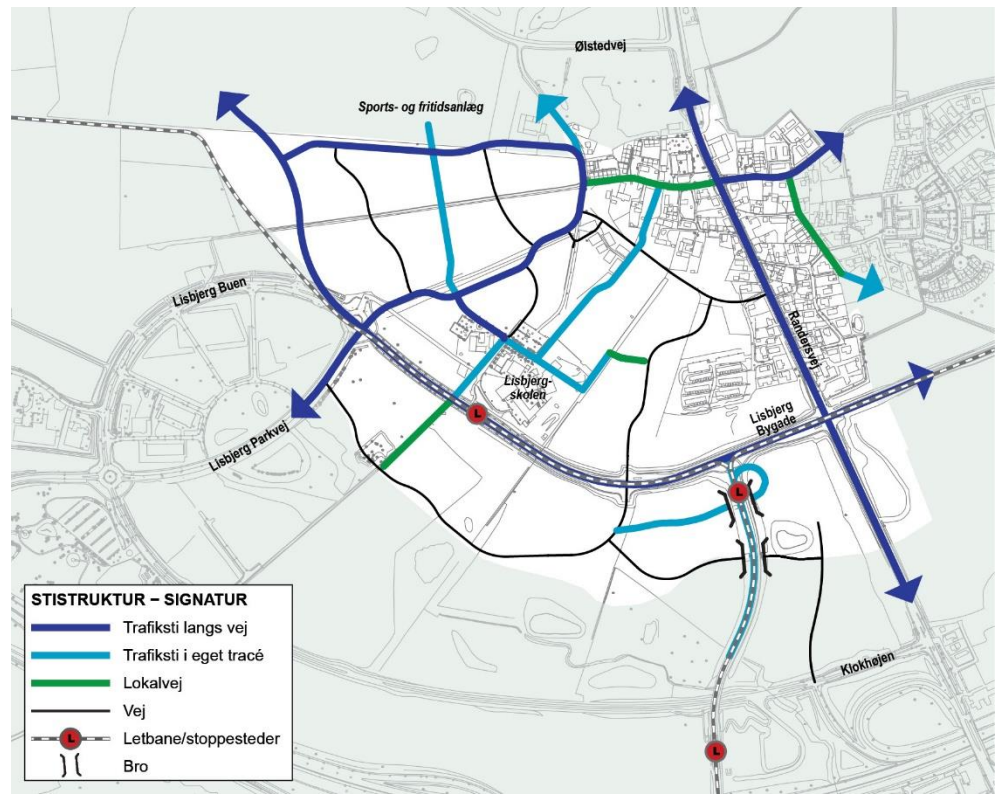 Ølstedvej
Sports- og fritidsanlæg
Lisbjerg Buen
Randersvej
Lisbjerg-
skolen
Lisbjerg
Bygade
Lisbjerg Parkvej
L
L
L
Klokhøjen
STISTRUKTUR – SIGNATUR
Trafiksti langs vej
Trafiksti i eget tracé
Lokalvej
Vej
L
Letbane/stoppesteder
Bro